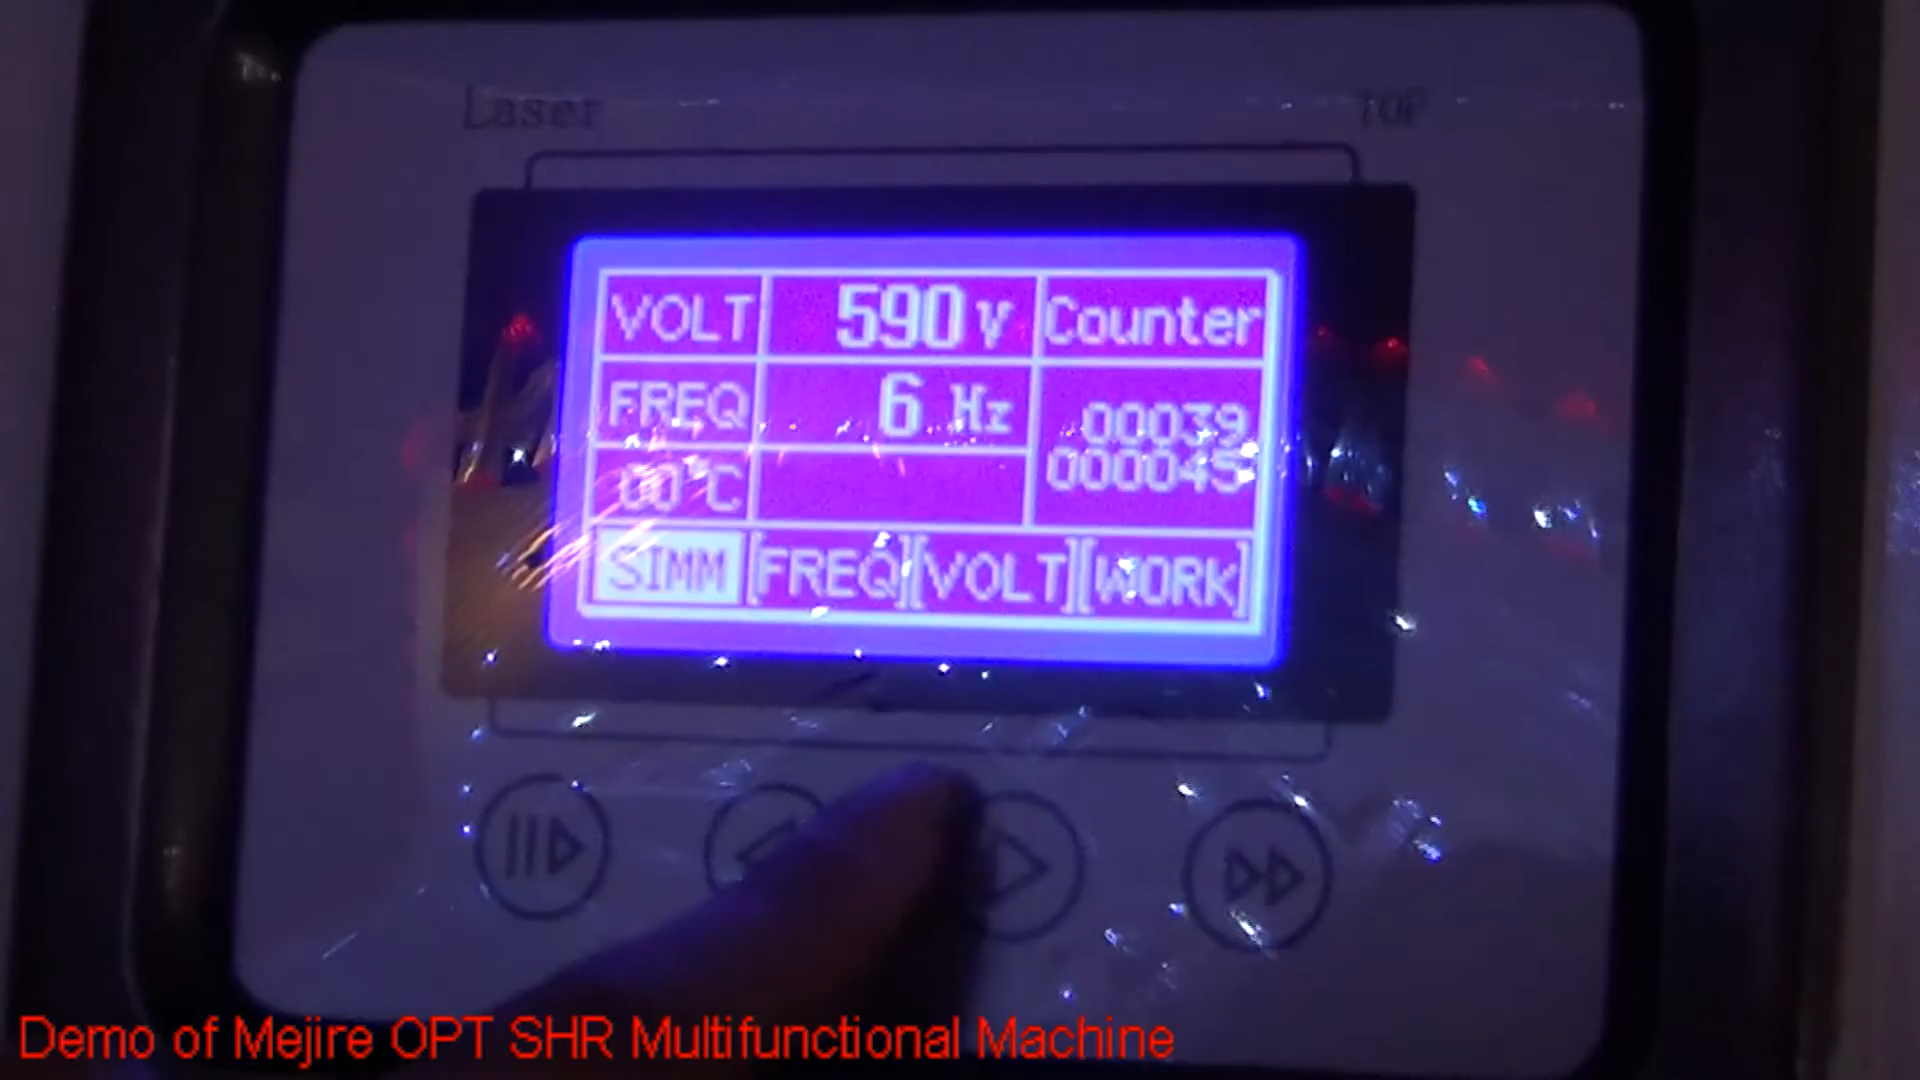 Laser TOP
VOLT 590 V Counter
FREQ 6 Hz 00039
000045
00°C
SIMM [FREQ][VOLT][WORK]
Demo of Mejire OPT SHR Multifunctional Machine